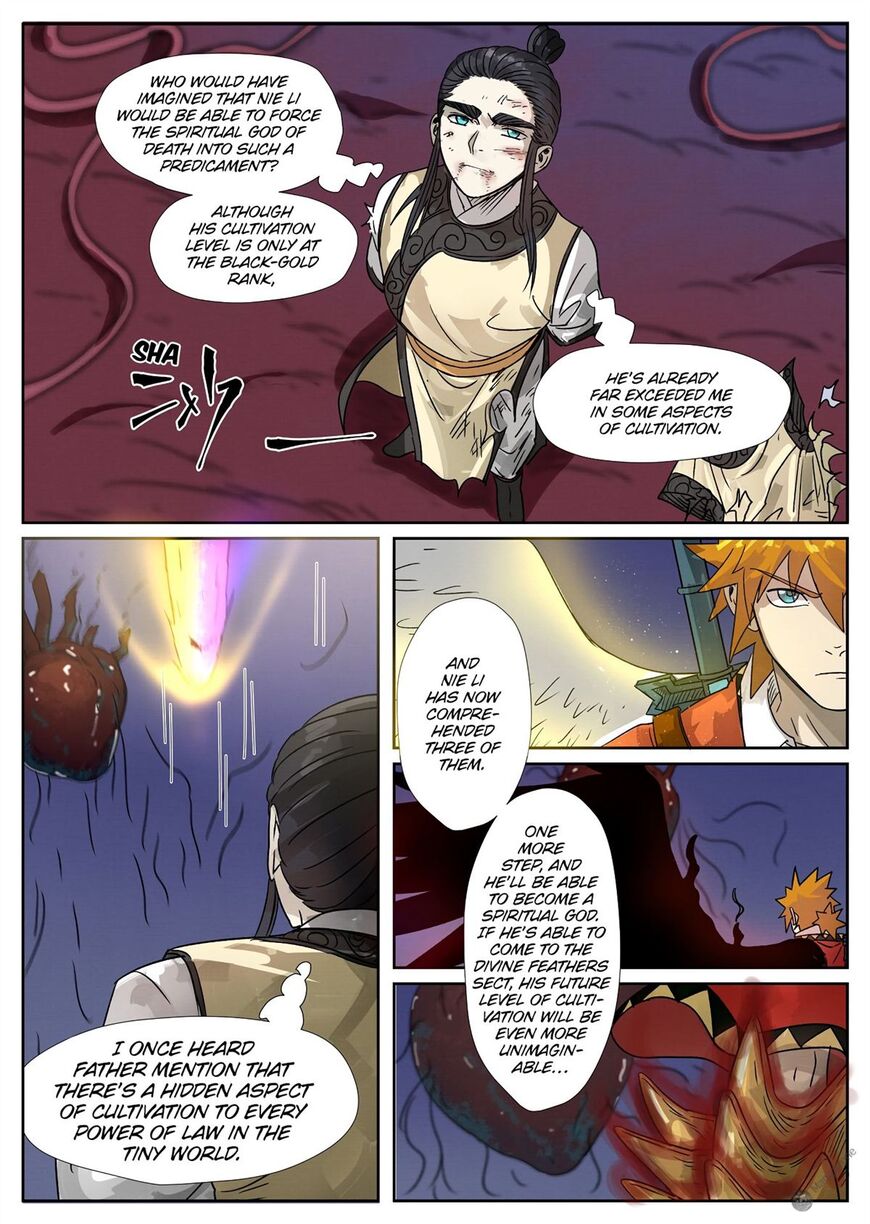 WHO WOULD HAVE
IMAGINED THAT NIE LI
WOULD BE ABLE TO FORCE
THE SPIRITUAL GOD OF
DEATH INTO SUCH A
PREDICAMENT?
ALTHOUGH
HIS CULTIVATION
LEVEL IS ONLY AT
THE BLACK-GOLD
RANK,
SHA
HE'S ALREADY
FAR EXCEEDED ME
IN SOME ASPECTS
OF CULTIVATION.
I ONCE HEARD
FATHER MENTION THAT
THERE'S A HIDDEN ASPECT
OF CULTIVATION TO EVERY
POWER OF LAW IN THE
TINY WORLD.
AND
NIE LI
HAS NOW
COMPRE-
HENDED
THREE OF
THEM.
ONE
MORE
STEP, AND
HE'LL BE ABLE
TO BECOME A
SPIRITUAL GOD.
IF HE'S ABLE TO
COME TO THE
DIVINE FEATHERS
SECT, HIS FUTURE
LEVEL OF CULTI-
VATION WILL BE
EVEN MORE
UNIMAGIN-
ABLE...